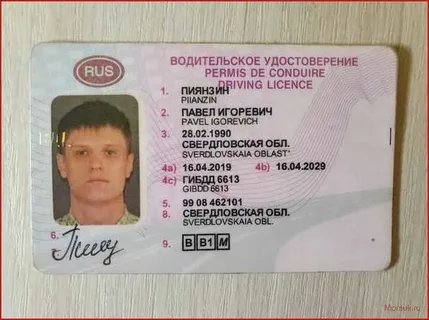 RUS
ВОДИТЕЛЬСКОЕ УДОСТОВЕРЕНИЕ
PERMIS DE CONDUIRE
DRIVING LICENCE
1. ПИЯНЗИН
PIIANZIN
2. ПАВЕЛ ИГОРЕВИЧ
PAVEL IGOREVICH
3. 28.02.1990
СВЕРДЛОВСКАЯ ОБЛ.
SVERDLOVSKAIA OBLAST'
4a) 16.04.2019 4b) 16.04.2029
4c) ГИБДД 6613
GIBDD 6613
5. 99 08 462101
8. СВЕРДЛОВСКАЯ ОБЛ.
SVERDLOVSKAIA OBL.
6.
9. B B1 M